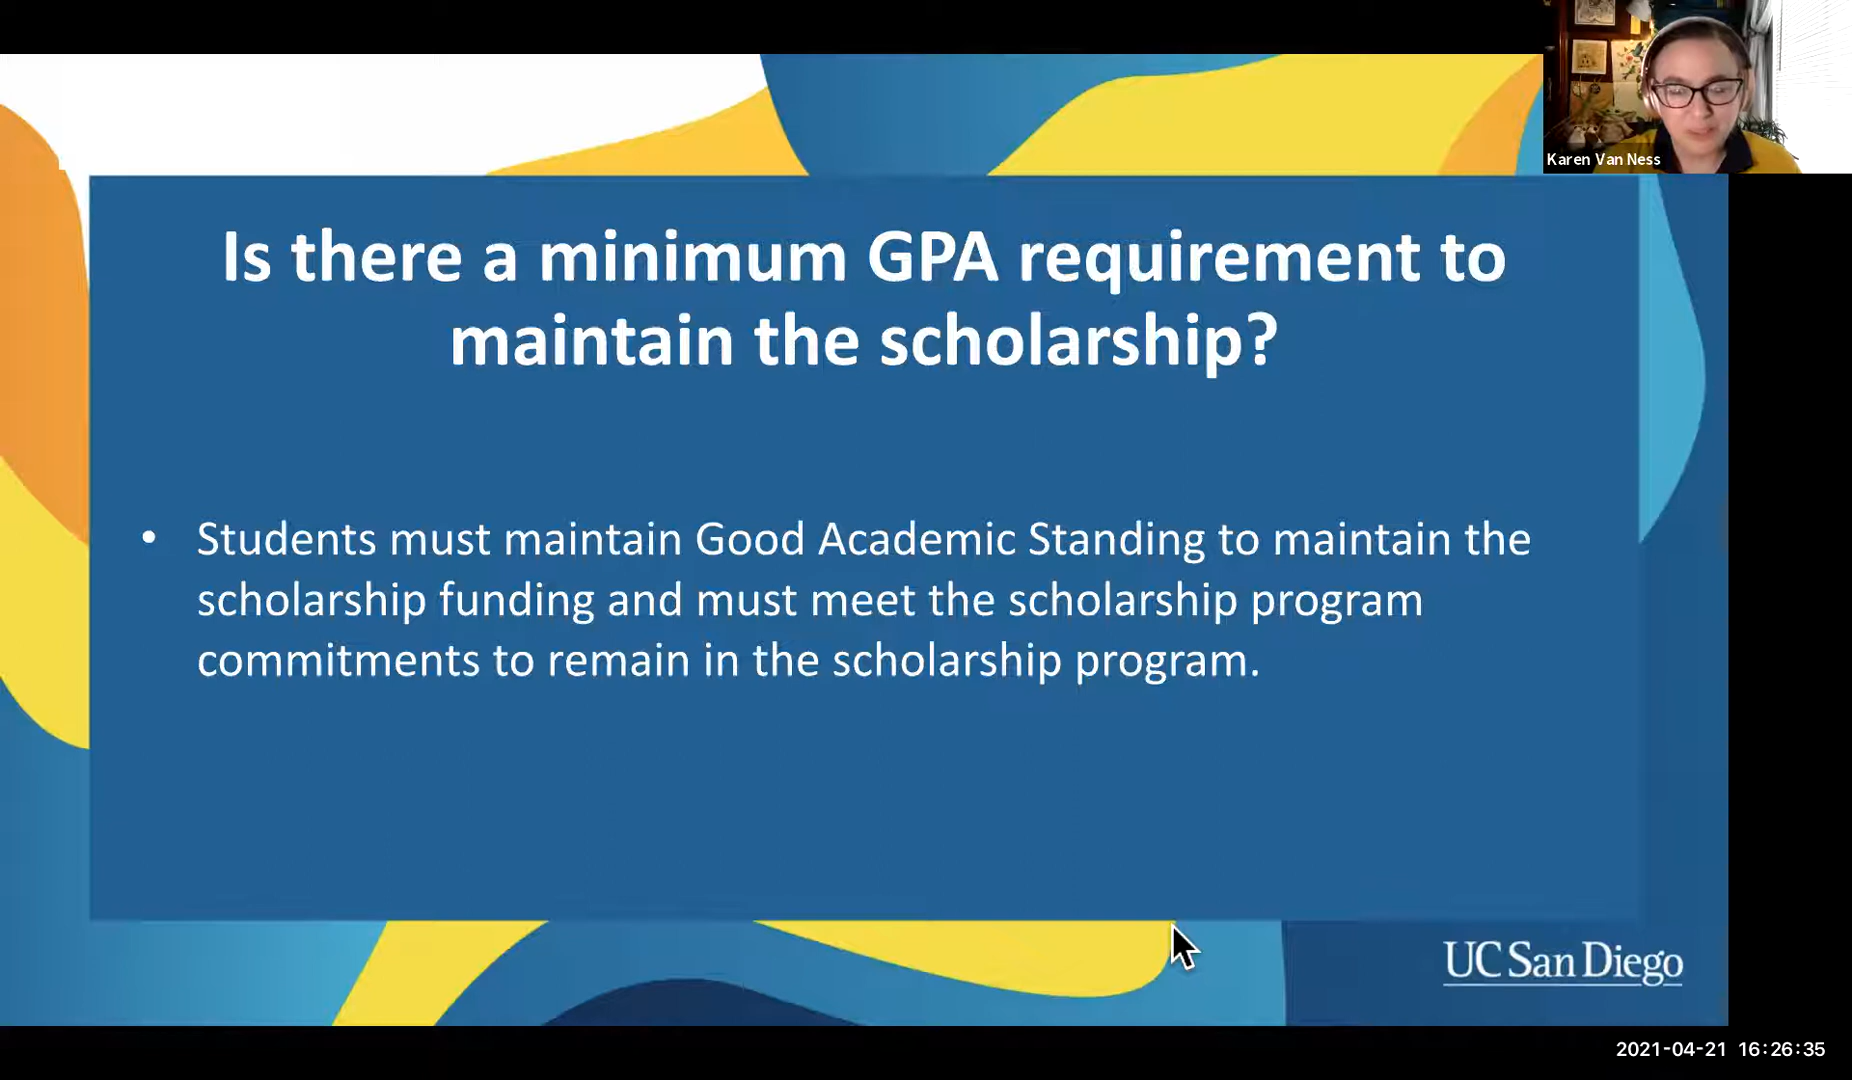 Karen Van Ness
Is there a minimum GPA requirement to
maintain the scholarship?
• Students must maintain Good Academic Standing to maintain the
scholarship funding and must meet the scholarship program
commitments to remain in the scholarship program.
UC San Diego
2021-04-21 16:26:35